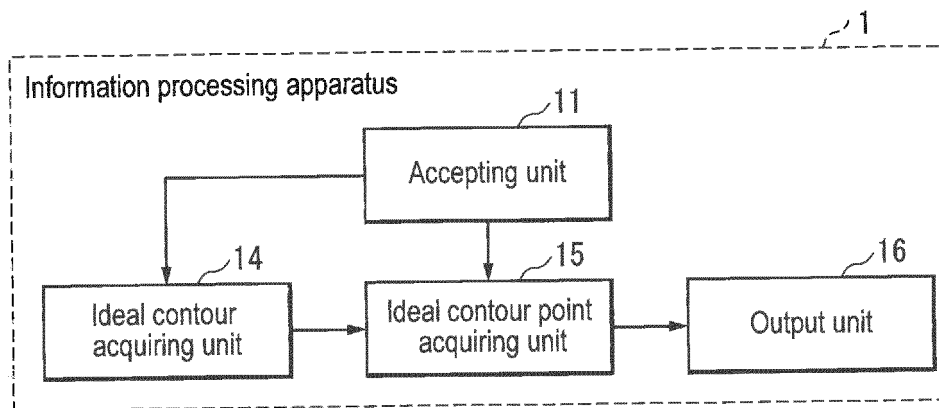 1
Information processing apparatus
11
Accepting unit
14
Ideal contour
acquiring unit
15
Ideal contour point
acquiring unit
16
Output unit